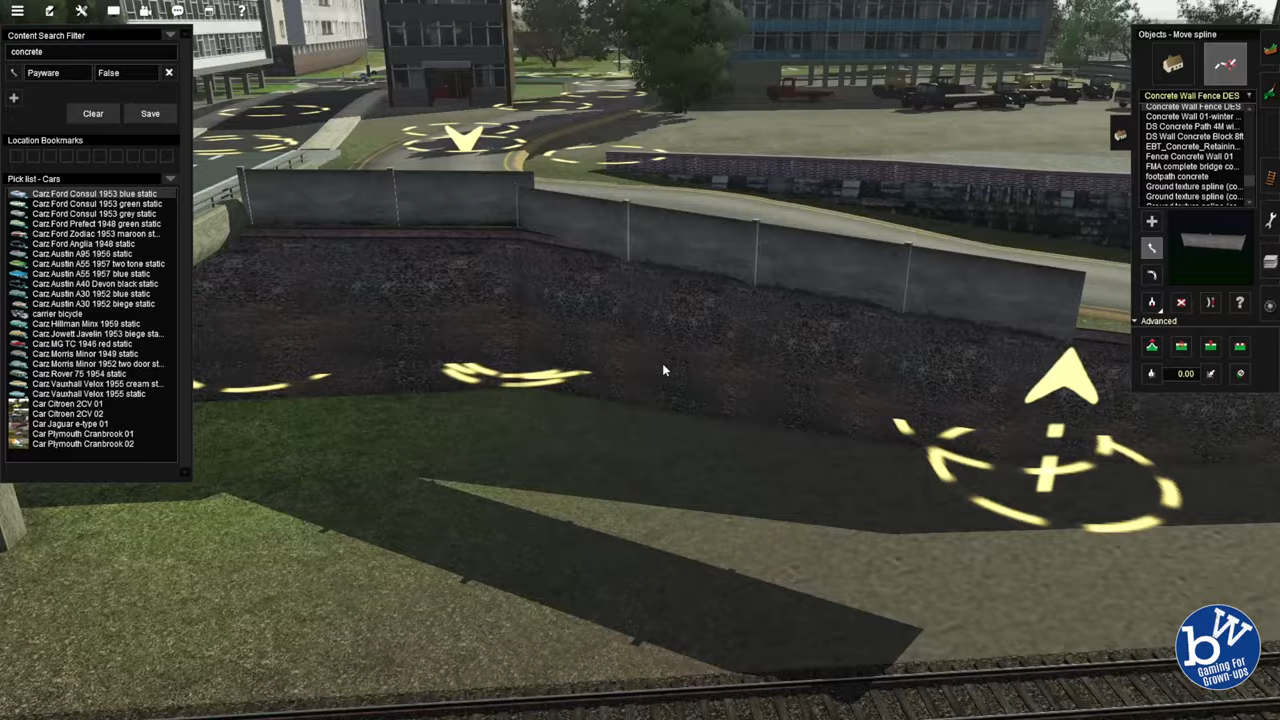 ?
Content Search Filter
concrete
Payware False
Clear Save
Location Bookmarks
Pick list - Cars
Carz Ford Consul 1953 blue static
Carz Ford Consul 1953 green static
Carz Ford Consul 1953 grey static
Carz Ford Prefect 1948 green static
Carz Ford Zodiac 1953 maroon st...
Carz Ford Anglia 1948 static
Carz Austin A95 1956 static
Carz Austin A55 1957 two tone static
Carz Austin A55 1957 blue static
Carz Austin A40 Devon black static
Carz Austin A30 1952 blue static
Carz Austin A30 1952 biege static
carrier bicycle
Carz Hillman Minx 1959 static
Carz Jowett Javelin 1953 biege sta...
Carz MG TC 1946 red static
Carz Morris Minor 1949 static
Carz Morris Minor 1952 two door st...
Carz Rover 75 1954 static
Carz Vauxhall Velox 1955 cream st...
Carz Vauxhall Velox 1955 static
Car Citroen 2CV 01
Car Citroen 2CV 02
Car Jaguar e-type 01
Car Plymouth Cranbrook 01
Car Plymouth Cranbrook 02
Objects - Move spline
Concrete Wall Fence DES
Concrete Wall Fence DES
Concrete Wall 01-winter
DS Concrete Path 4M wi...
DS Wall Concrete Block 8ft
EBT_Concrete_Retainin...
Fence Concrete Wall 01
FMA complete bridge co...
footpath concrete
Ground texture spline (co...
Ground texture spline (co...
?
Advanced
0.00
bW
Gaming For
Grown-ups